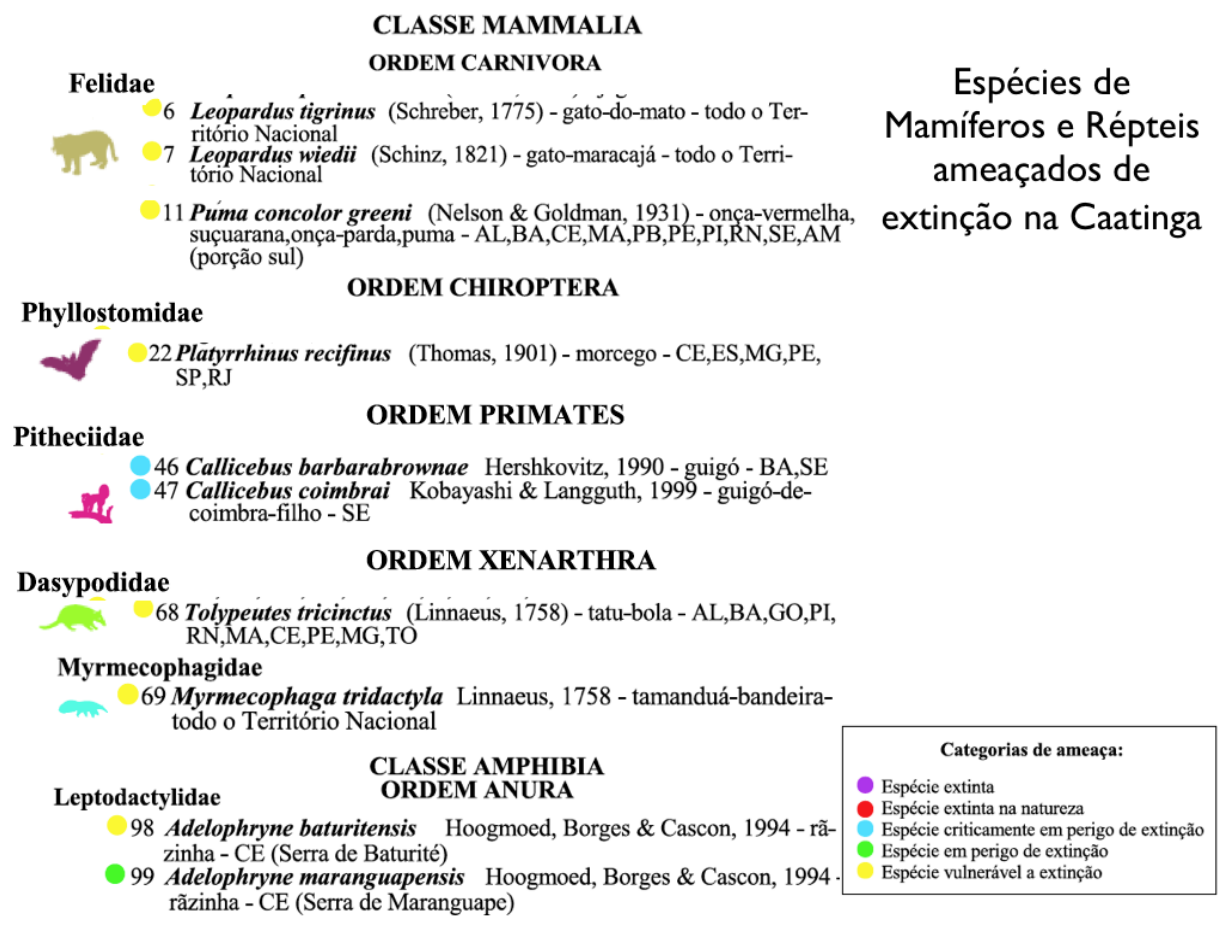 CLASSE MAMMALIA
ORDEM CARNIVORA
Felidae
6 Leopardus tigrinus (Schreber, 1775) - gato-do-mato - todo o Ter-
ritório Nacional
7 Leopardus wiedii (Schinz, 1821) - gato-maracajá - todo o Terri-
tório Nacional
11 Puma concolor greeni (Nelson & Goldman, 1931) - onça-vermelha,
suçuarana,onça-parda,puma - AL,BA,CE,MA,PB,PE,PI,RN,SE,AM
(porção sul)
Espécies de
Mamíferos e Répteis
ameaçados de
extinção na Caatinga
ORDEM CHIROPTERA
Phyllostomidae
22 Platyrrhinus recifinus (Thomas, 1901) - morcego - CE,ES,MG,PE,
SP,RJ
ORDEM PRIMATES
Pitheciidae
46 Callicebus barbarabrownae Hershkovitz, 1990 - guigó - BA,SE
47 Callicebus coimbrai Kobayashi & Langguth, 1999 - guigó-de-
coimbra-filho - SE
ORDEM XENARTHRA
Dasypodidae
68 Tolypeutes tricinctus (Linnaeus, 1758) - tatu-bola - AL,BA,GO,PI,
RN,MA,CE,PE,MG,TO
Myrmecophagidae
69 Myrmecophaga tridactyla Linnaeus, 1758 - tamanduá-bandeira-
todo o Território Nacional
CLASSE AMPHIBIA
ORDEM ANURA
Leptodactylidae
98 Adelophryne baturitensis Hoogmoed, Borges & Cascon, 1994 - rã-
zinha - CE (Serra de Baturité)
99 Adelophryne maranguapensis Hoogmoed, Borges & Cascon, 1994 -
rãzinha - CE (Serra de Maranguape)
Categorias de ameaça:
Espécie extinta
Espécie extinta na natureza
Espécie criticamente em perigo de extinção
Espécie em perigo de extinção
Espécie vulnerável a extinção